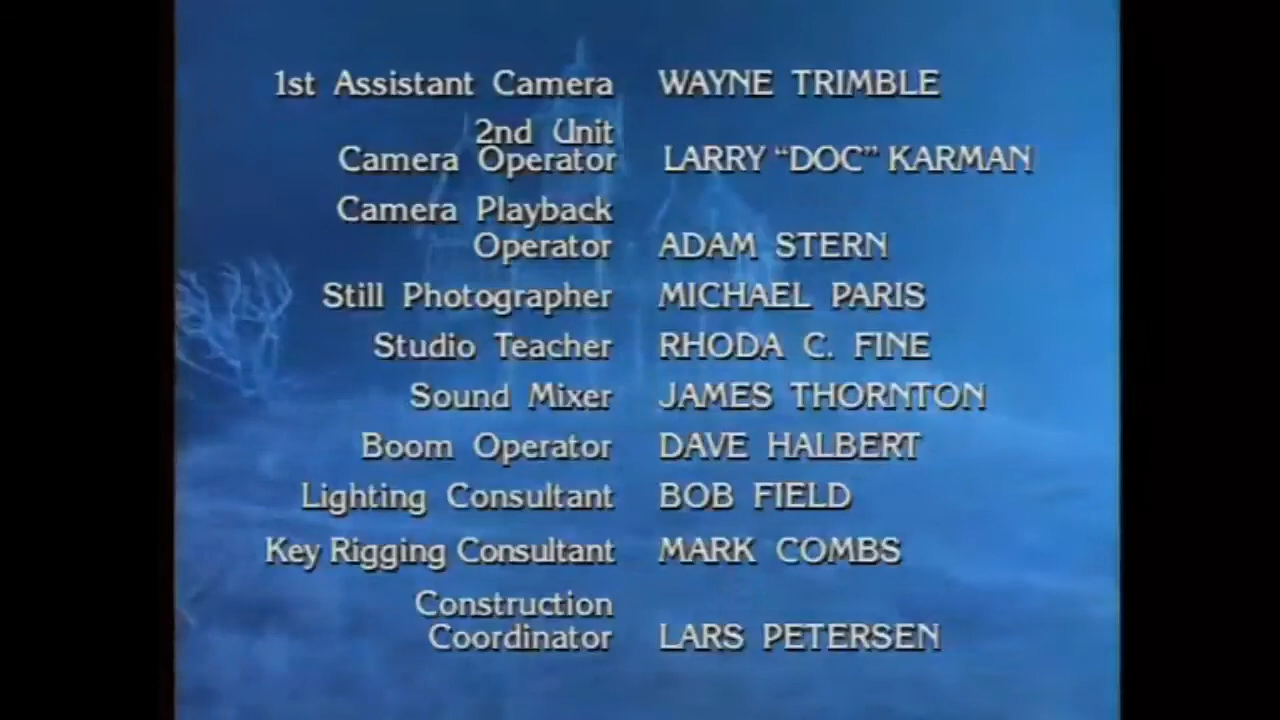 1st Assistant Camera WAYNE TRIMBLE
2nd Unit
Camera Operator LARRY “DOC” KARMAN
Camera Playback
Operator ADAM STERN
Still Photographer MICHAEL PARIS
Studio Teacher RHODA C. FINE
Sound Mixer JAMES THORNTON
Boom Operator DAVE HALBERT
Lighting Consultant BOB FIELD
Key Rigging Consultant MARK COMBS
Construction
Coordinator LARS PETERSEN